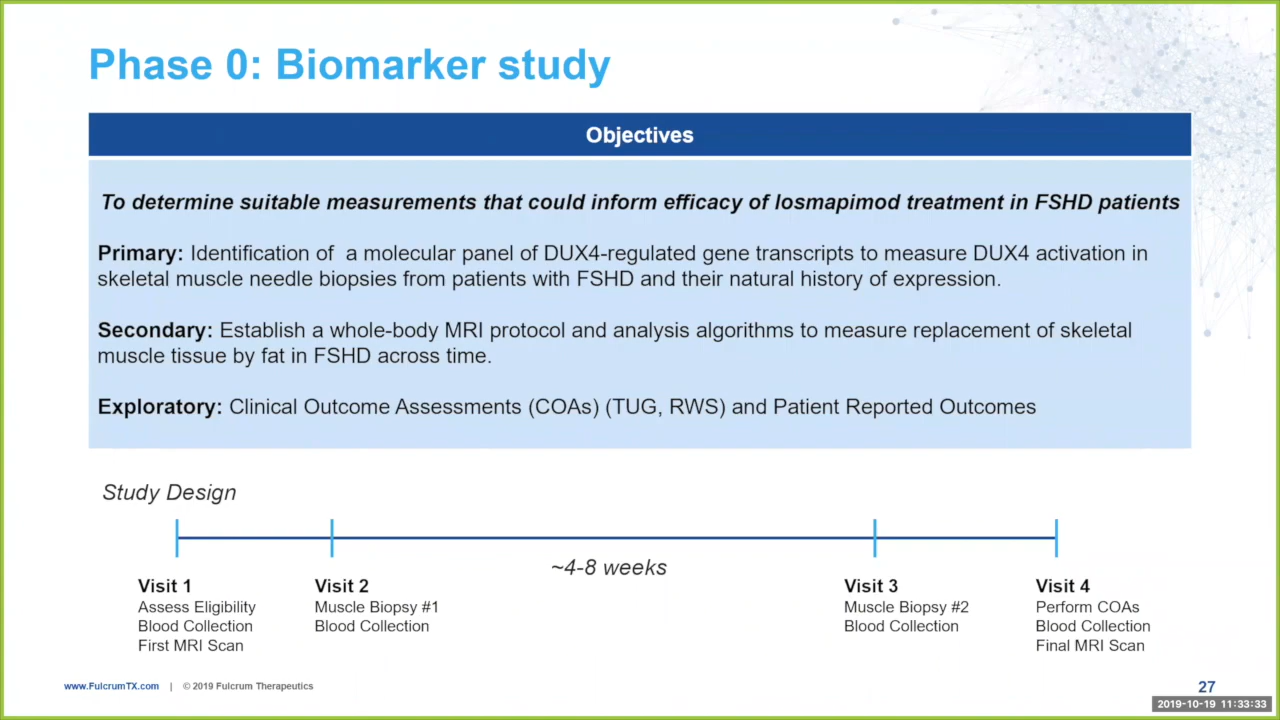 Phase 0: Biomarker study
Objectives
To determine suitable measurements that could inform efficacy of losmapimod treatment in FSHD patients
Primary: Identification of a molecular panel of DUX4-regulated gene transcripts to measure DUX4 activation in
skeletal muscle needle biopsies from patients with FSHD and their natural history of expression.
Secondary: Establish a whole-body MRI protocol and analysis algorithms to measure replacement of skeletal
muscle tissue by fat in FSHD across time.
Exploratory: Clinical Outcome Assessments (COAs) (TUG, RWS) and Patient Reported Outcomes
Study Design
~4-8 weeks
Visit 1
Assess Eligibility
Blood Collection
First MRI Scan
Visit 2
Muscle Biopsy #1
Blood Collection
Visit 3
Muscle Biopsy #2
Blood Collection
Visit 4
Perform COAs
Blood Collection
Final MRI Scan
www.FulcrumTX.com | © 2019 Fulcrum Therapeutics
27
2019-10-19 11:33:33